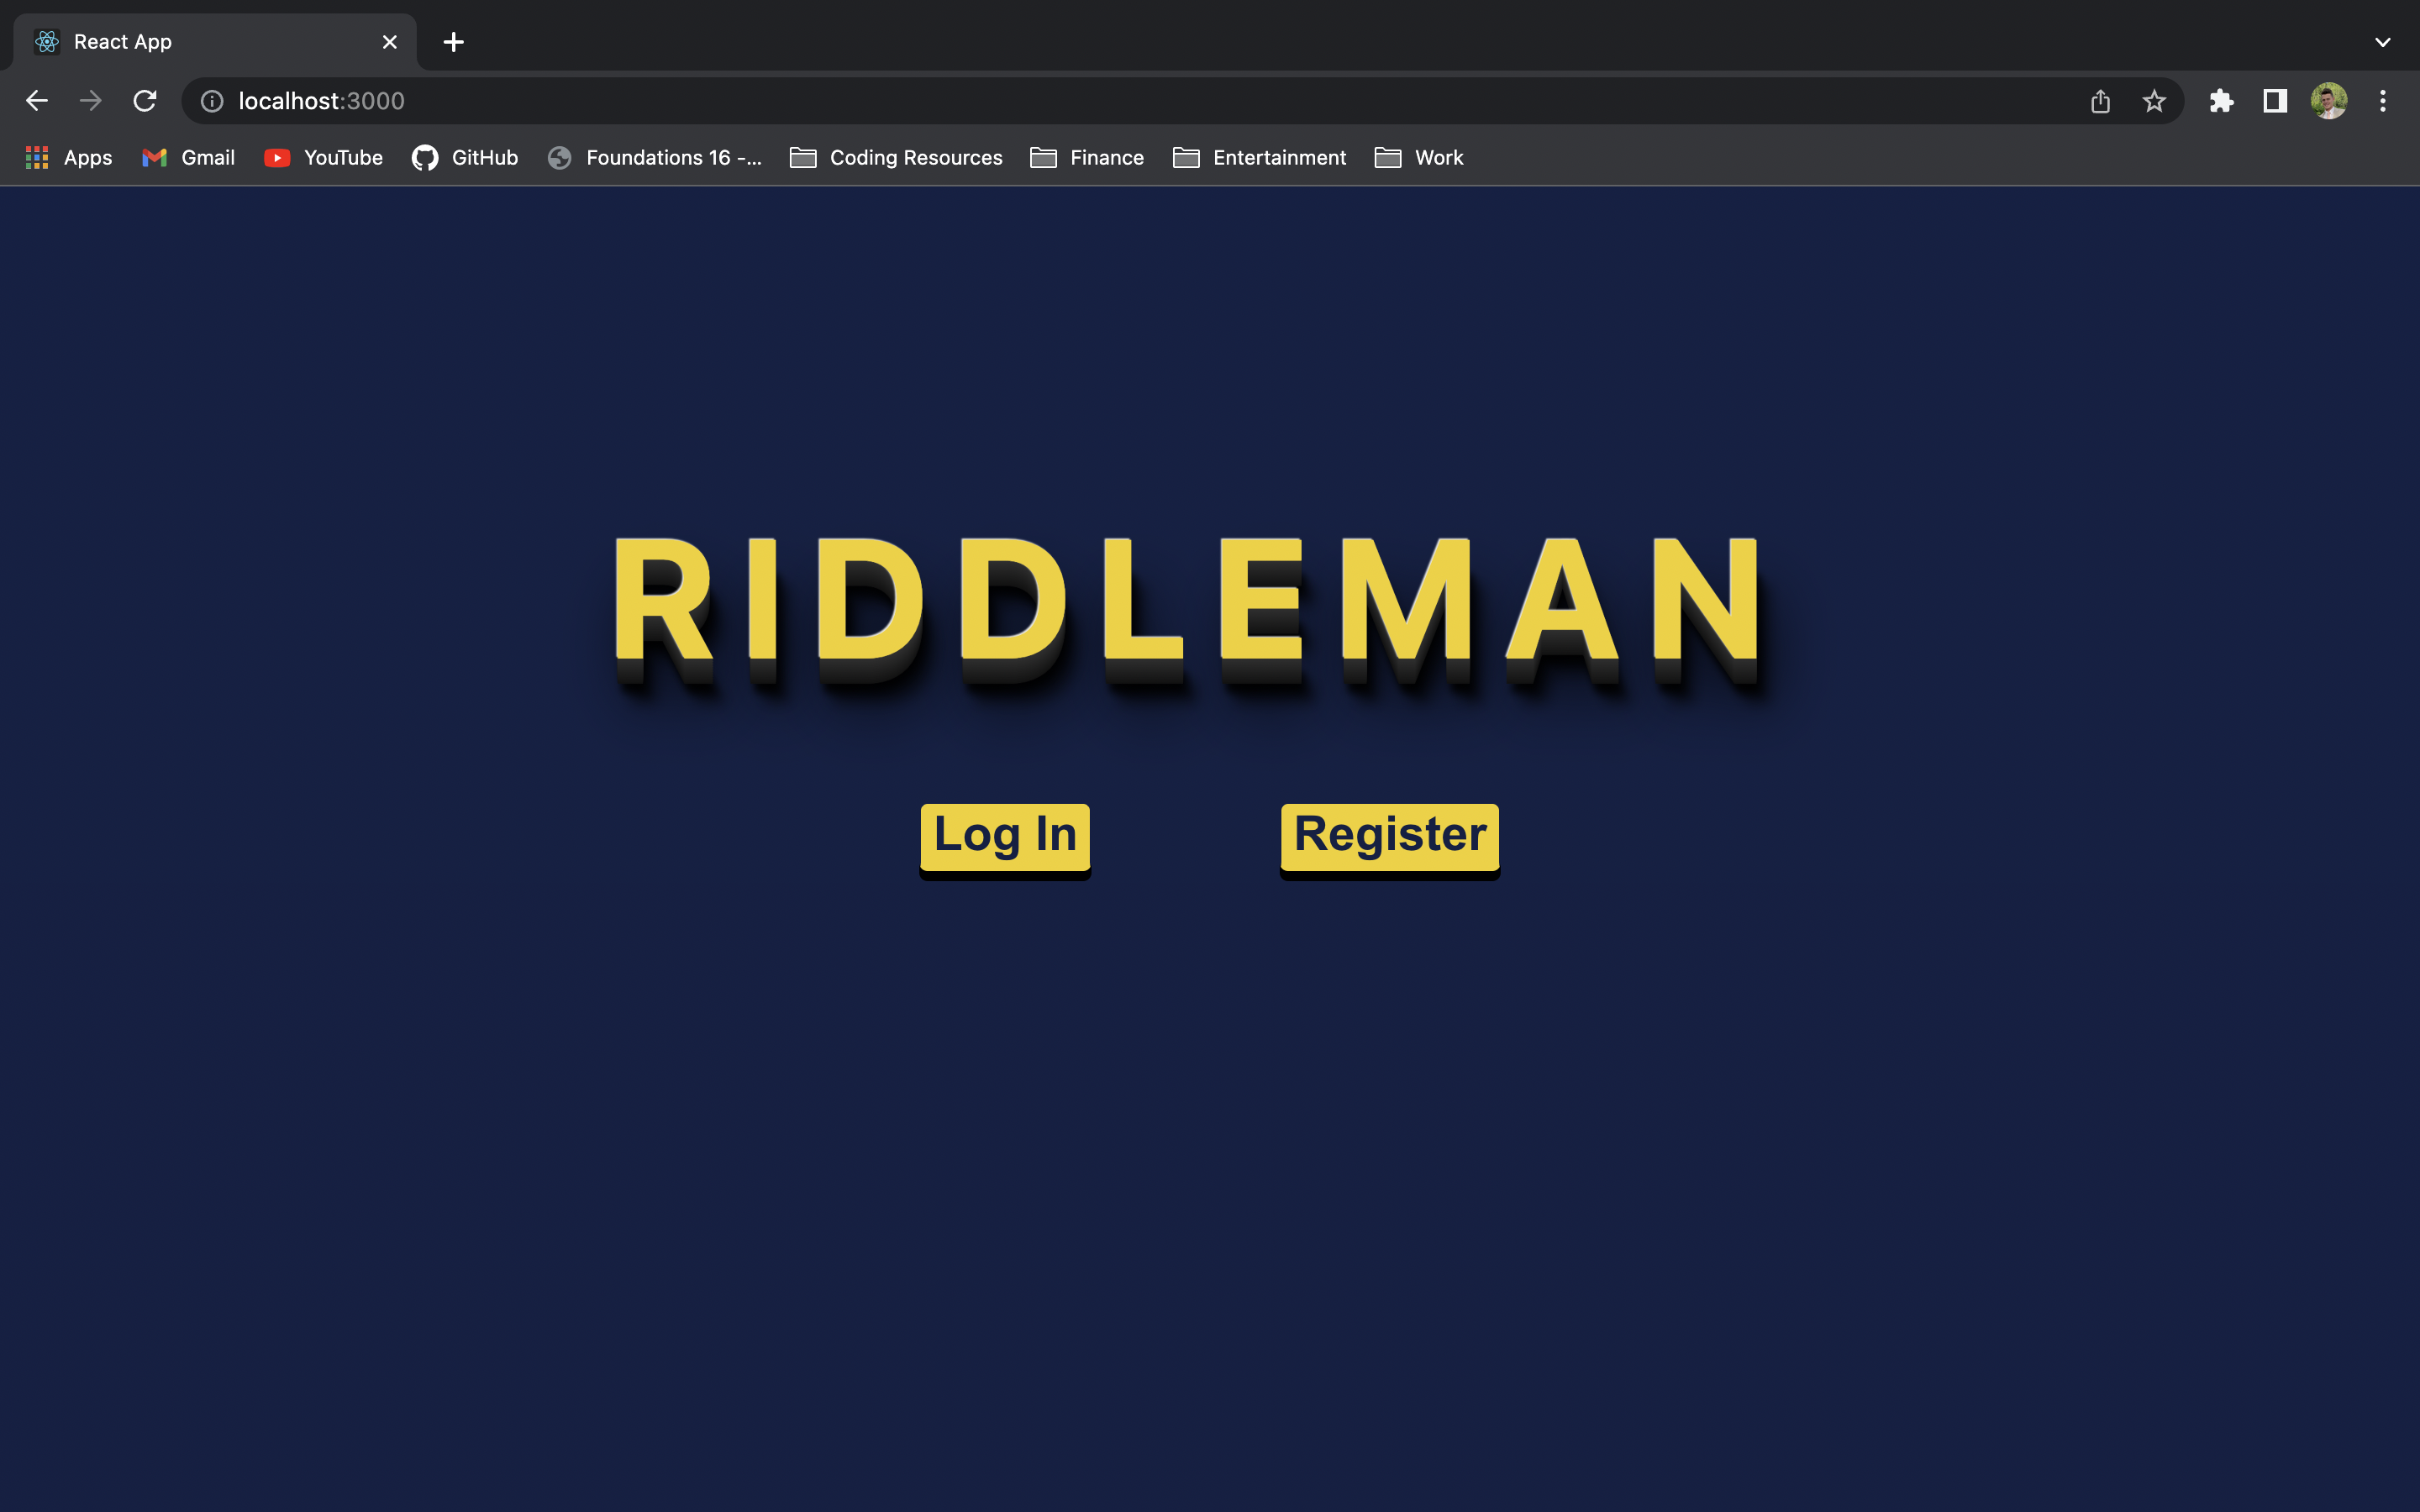 React App
localhost:3000
Apps Gmail YouTube GitHub Foundations 16 -... Coding Resources Finance Entertainment Work
RIDDLEMAN
Log In Register